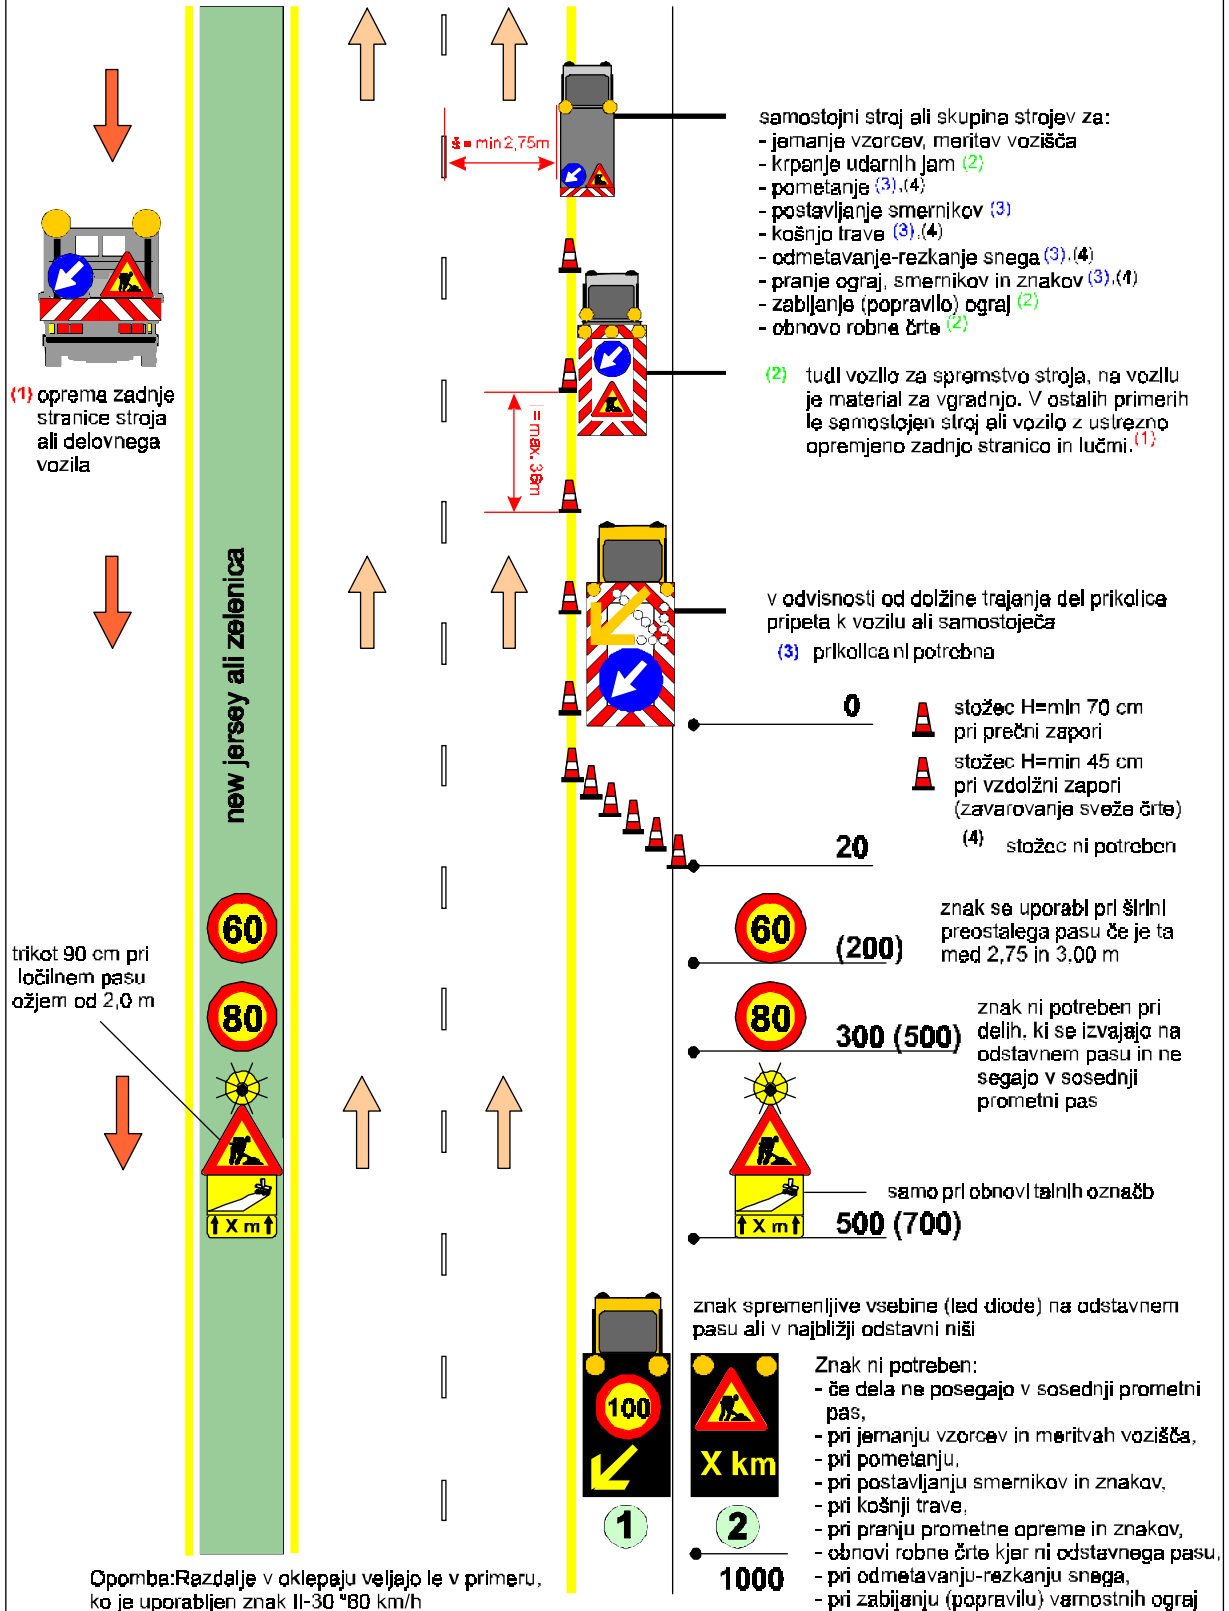 š = min 2,75m
samostojni stroj ali skupina strojev za:
- jemanje vzorcev, meritev vozišča
- krpanje udarnih jam (2)
- pometanje (3),(4)
- postavljanje smernikov (3)
- košnjo trave (3),(4)
- odmetavanje-rezkanje snega (3),(4)
- pranje ograj, smernikov in znakov (3),(4)
- zabijanje (popravilo) ograj (2)
- obnovo robne črte (2)
(1) oprema zadnje
stranice stroja
ali delovnega
vozila
l = max. 36m
(2) tudi vozilo za spremstvo stroja, na vozilu
je material za vgradnjo. V ostalih primerih
le samostojen stroj ali vozilo z ustrezno
opremjeno zadnjo stranico in lučmi.(1)
new jersey ali zelenica
v odvisnosti od dolžine trajanja del prikolica
pripeta k vozilu ali samostoječa
(3) prikolica ni potrebna
0
stožec H=min 70 cm
pri prečni zapori
stožec H=min 45 cm
pri vzdolžni zapori
(zavarovanje sveže črte)
20
(4) stožec ni potreben
60
60
(200)
znak se uporabi pri širini
preostalega pasu če je ta
med 2,75 in 3,00 m
trikot 90 cm pri
ločilnem pasu
ožjem od 2,0 m
80
80
300 (500)
znak ni potreben pri
delih, ki se izvajajo na
odstavnem pasu in ne
segajo v sosednji
prometni pas
samo pri obnovi talnih označb
X m
X m
500 (700)
znak spremenljive vsebine (led diode) na odstavnem
pasu ali v najbližji odstavni niši
100
X km
1
2
1000
Znak ni potreben:
- če dela ne posegajo v sosednji prometni
pas,
- pri jemanju vzorcev in meritvah vozišča,
- pri pometanju,
- pri postavljanju smernikov in znakov,
- pri košnji trave,
- pri pranju prometne opreme in znakov,
- obnovi robne črte kjer ni odstavnega pasu,
- pri odmetavanju-rezkanju snega,
- pri zabijanju (popravilu) varnostnih ograj
Opomba:Razdalje v oklepaju veljajo le v primeru,
ko je uporabljen znak II-30 "60 km/h